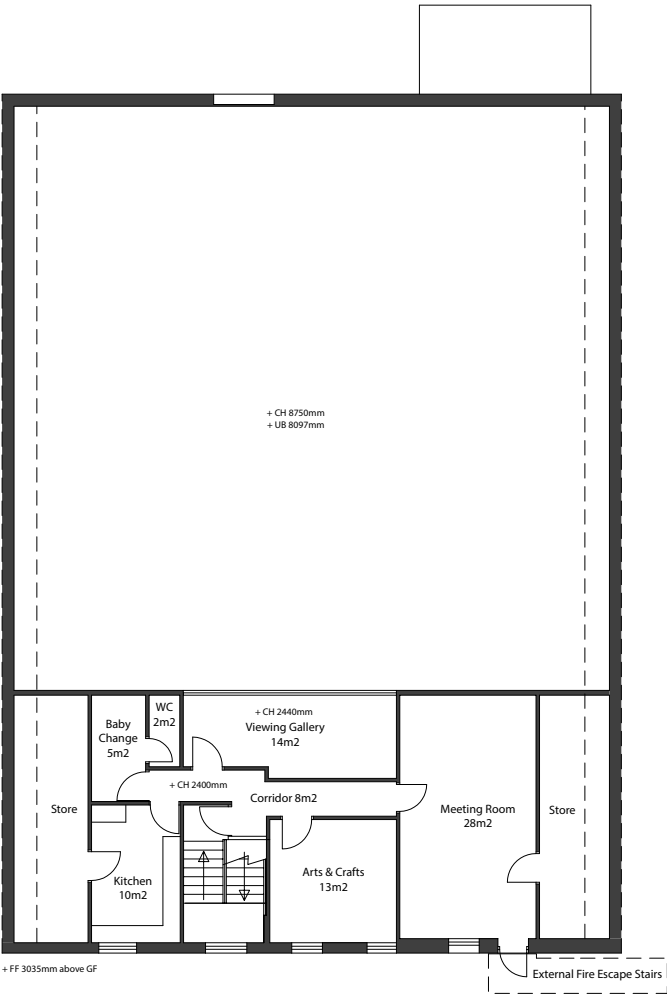 + CH 8750mm
+ UB 8097mm
WC
2m2
+ CH 2440mm
Viewing Gallery
14m2
Baby
Change
5m2
+ CH 2400mm
Corridor 8m2
Store
Meeting Room
28m2
Store
Arts & Crafts
13m2
Kitchen
10m2
+ FF 3035mm above GF
External Fire Escape Stairs